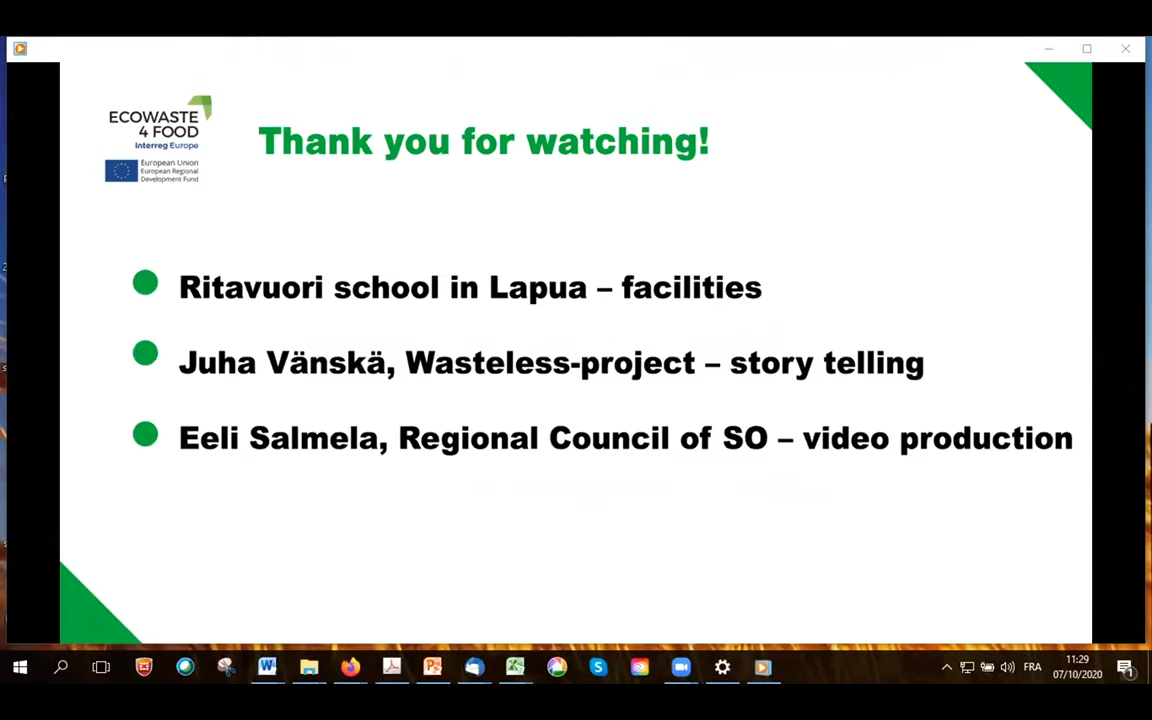 ECOWASTE
4 FOOD
Interreg Europe
European Union
European Regional
Development Fund
Thank you for watching!
Ritavuori school in Lapua – facilities
Juha Vänskä, Wasteless-project – story telling
Eeli Salmela, Regional Council of SO – video production
FRA
11:29
07/10/2020
1